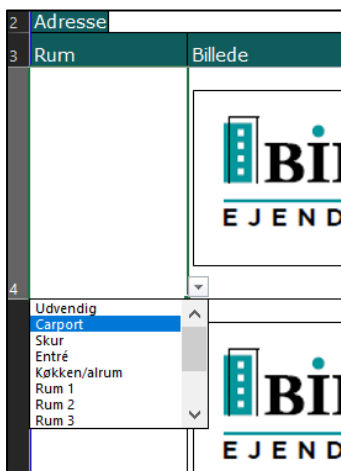 2 Adresse
3 Rum Billede
BI
EJEND
4
Udvendig
Carport
Skur
Entré
Køkken/alrum
Rum 1
Rum 2
Rum 3
BI
EJEND